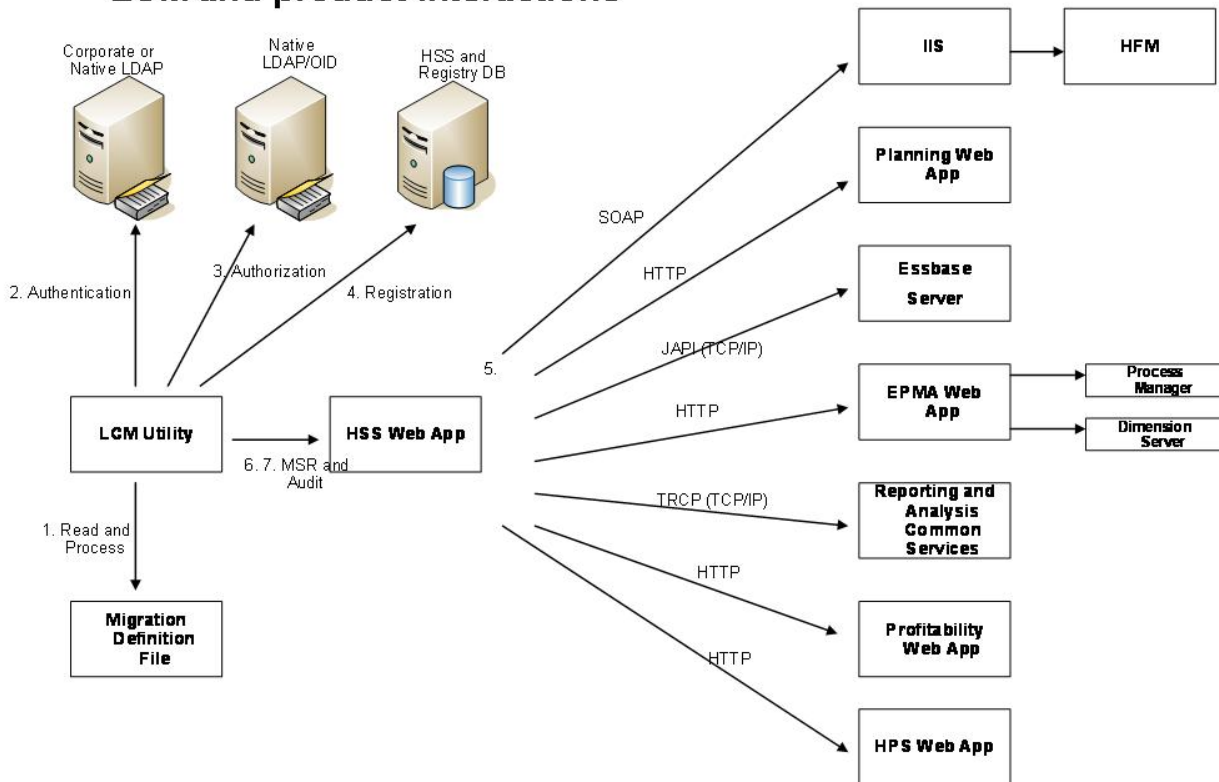 Corporate or
Native LDAP
Native
LDAP/OID
HSS and
Registry DB
IIS
HFM
Planning Web
App
SOAP
3. Authorization
HTTP
Essbase
Server
2. Authentication
4. Registration
JAPI (TCP/IP)
5.
Process
Manager
EPMA Web
App
HTTP
LCM Utility
HSS Web App
Dimension
Server
6. 7. MSR and
Audit
TRCP (TCP/IP)
Reporting and
Analysis
Common
Services
1. Read and
Process
HTTP
Migration
Definition
File
Profitability
Web App
HTTP
HPS Web App